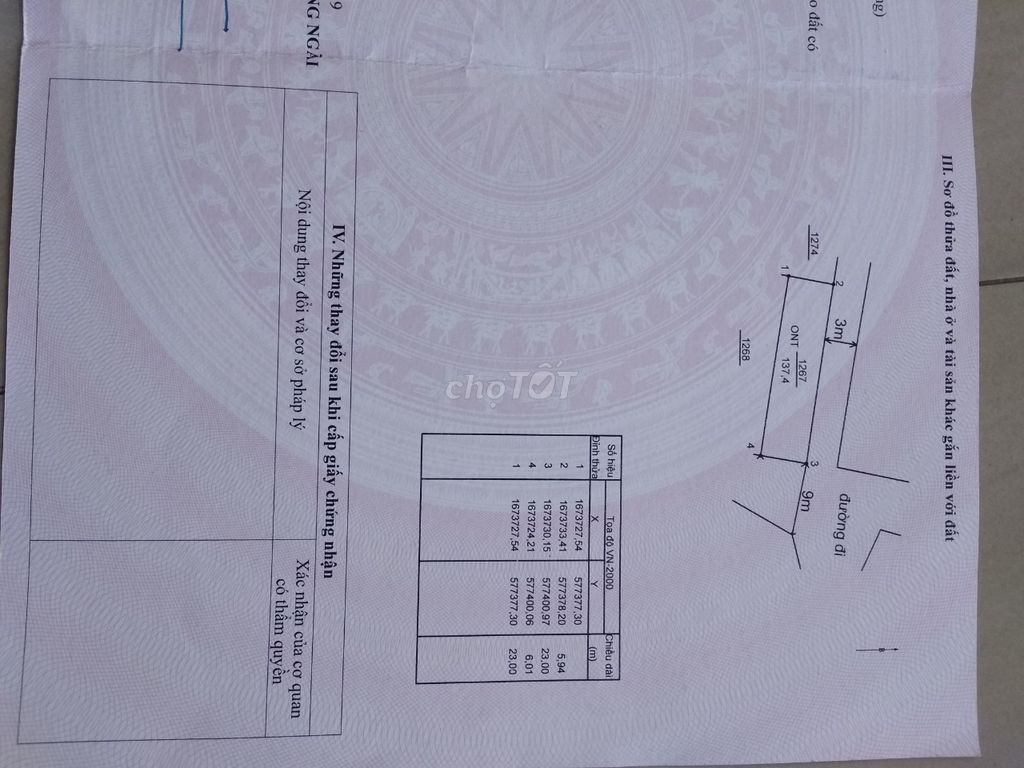 ng)
o đất có
III. Sơ đồ thửa đất, nhà ở và tài sản khác gắn liền với đất
1274
1
2
3m
ONT
1267
137,4
1268
4
3
9m
đường đi
Số hiệu Tọa độ VN-2000 Chiều dài
Đỉnh thửa X Y (m)
1 1673727,54 577377,30
2 1673733,41 577378,20 5,94
3 1673730,15 577400,97 23,00
4 1673724,21 577400,06 6,01
1 1673727,54 577377,30 23,00
chợTỐT
9
NG NGÃI
IV. Những thay đổi sau khi cấp giấy chứng nhận
Nội dung thay đổi và cơ sở pháp lý
Xác nhận của cơ quan
có thẩm quyền